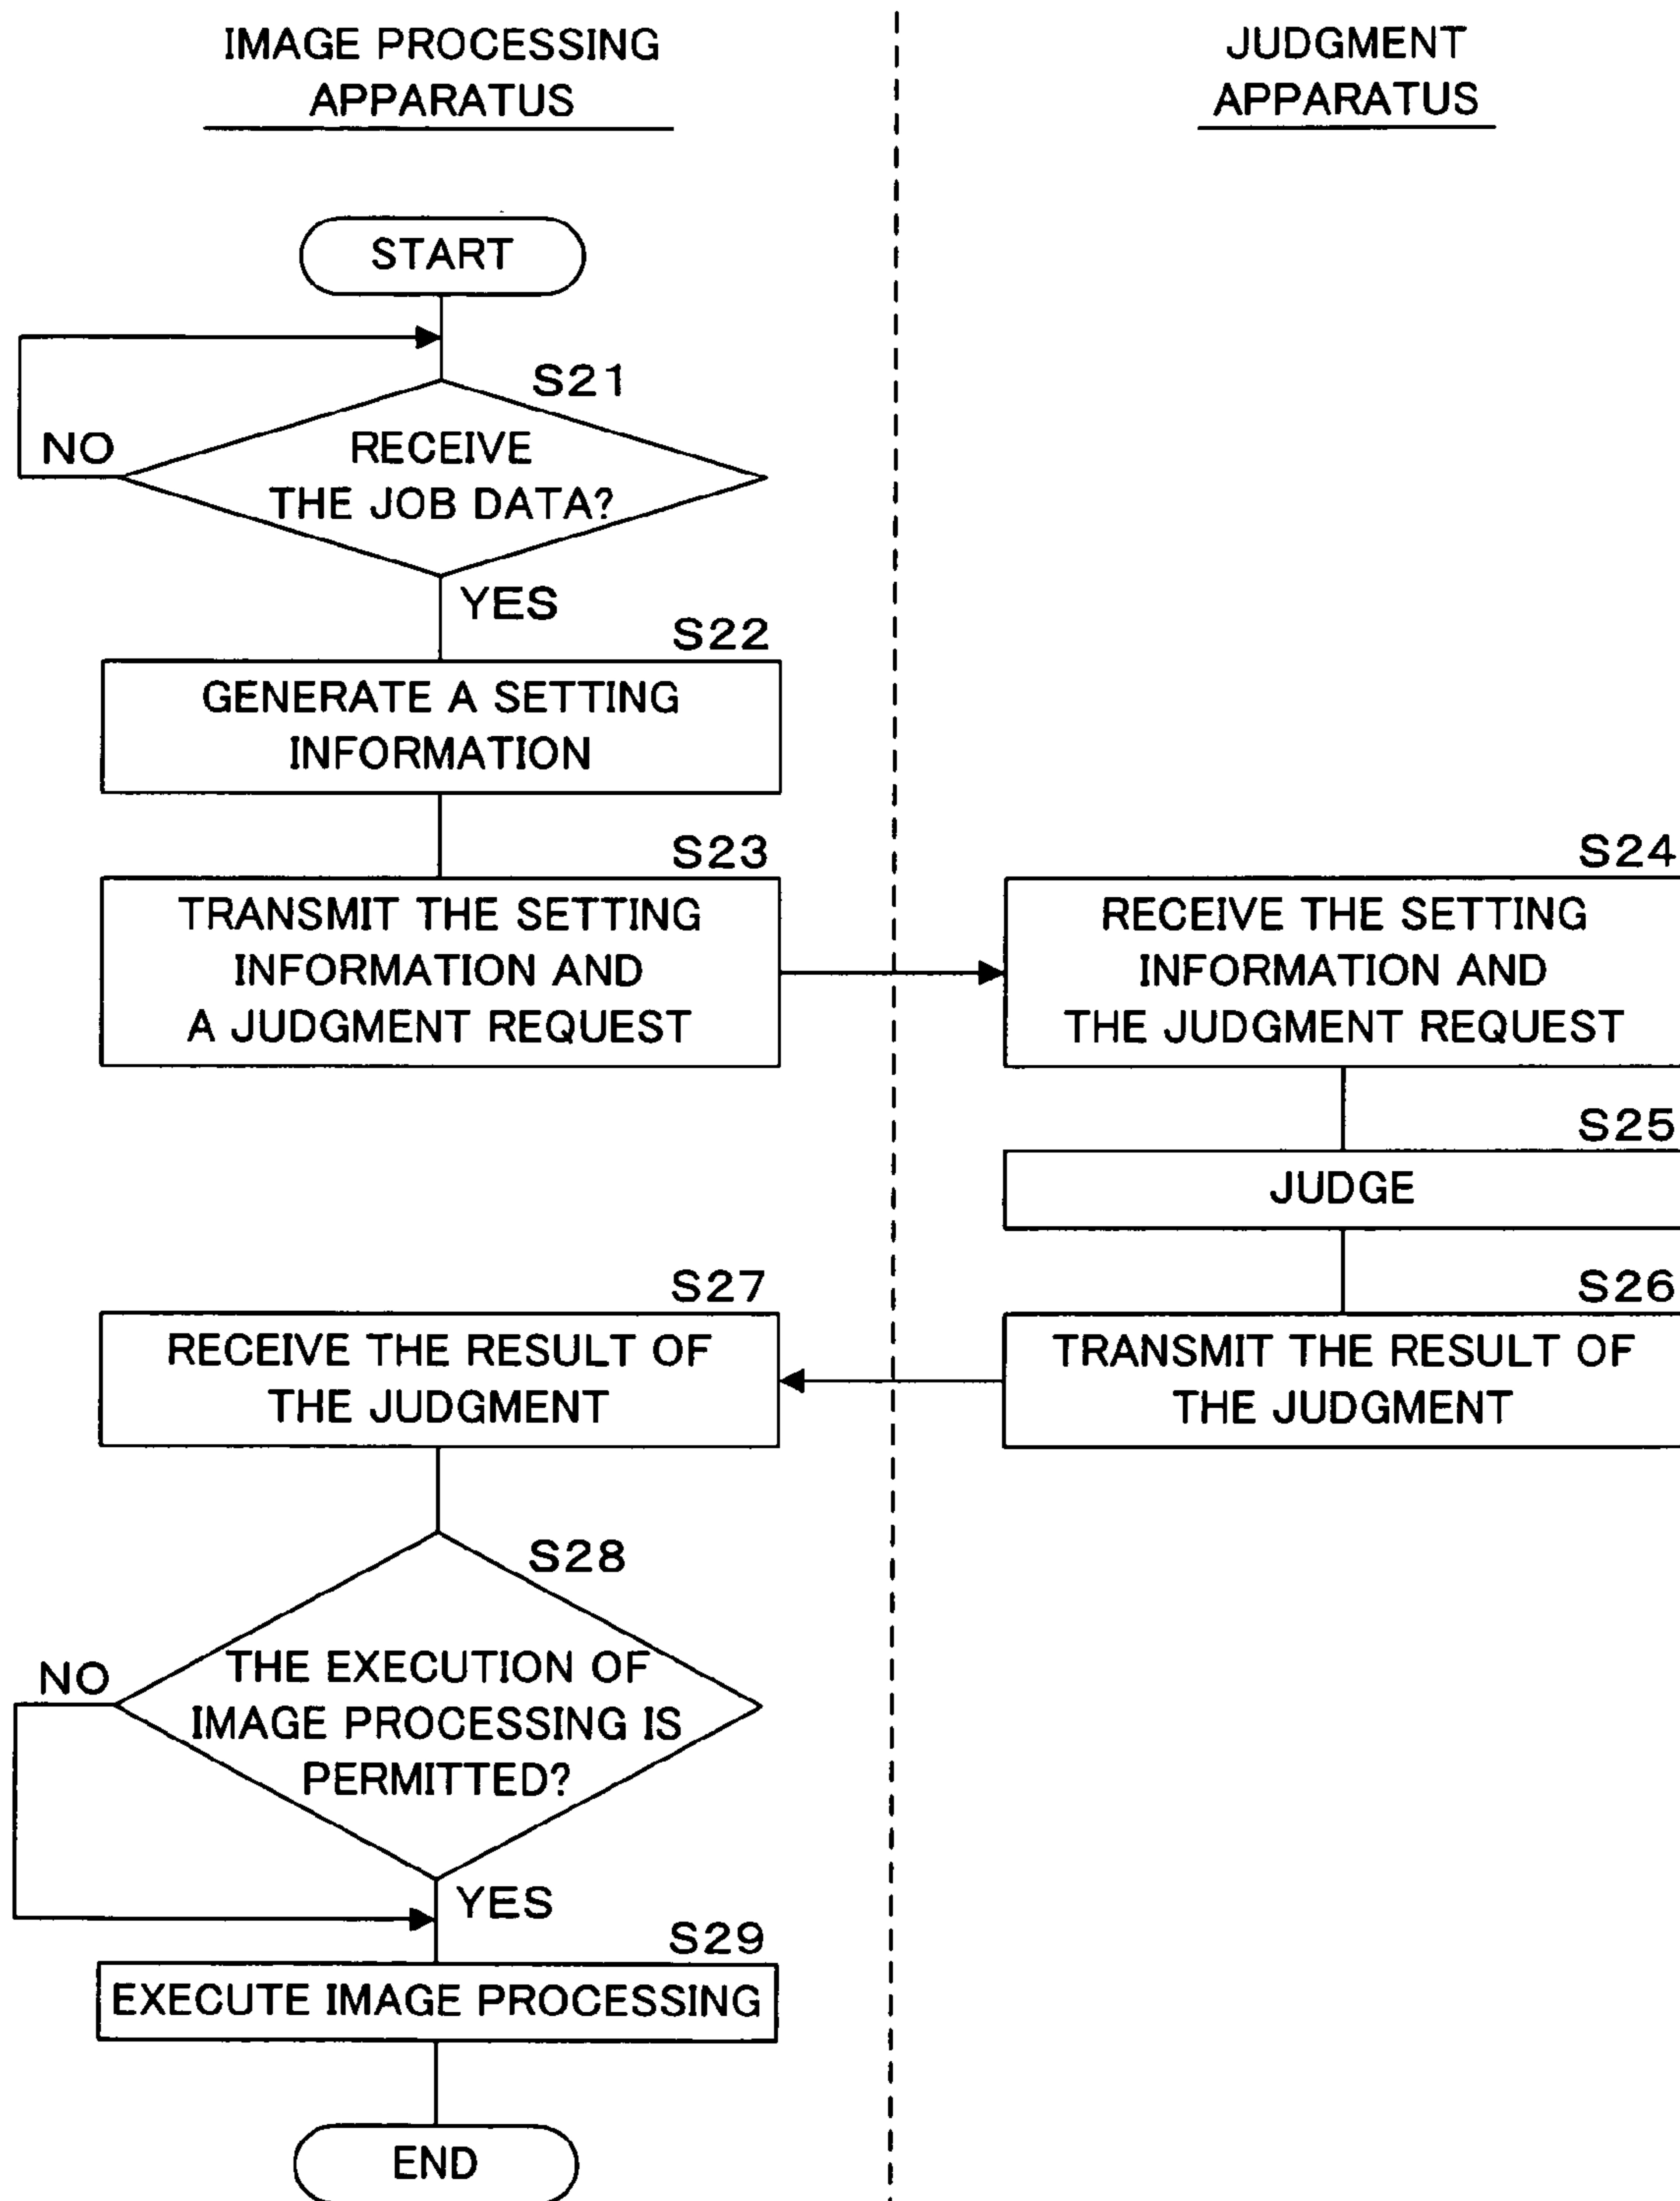 IMAGE PROCESSING
APPARATUS
JUDGMENT
APPARATUS
START
S21
NO
RECEIVE
THE JOB DATA?
YES
S22
GENERATE A SETTING
INFORMATION
S23
TRANSMIT THE SETTING
INFORMATION AND
A JUDGMENT REQUEST
S24
RECEIVE THE SETTING
INFORMATION AND
THE JUDGMENT REQUEST
S25
JUDGE
S26
TRANSMIT THE RESULT OF
THE JUDGMENT
S27
RECEIVE THE RESULT OF
THE JUDGMENT
S28
NO
THE EXECUTION OF
IMAGE PROCESSING IS
PERMITTED?
YES
S29
EXECUTE IMAGE PROCESSING
END